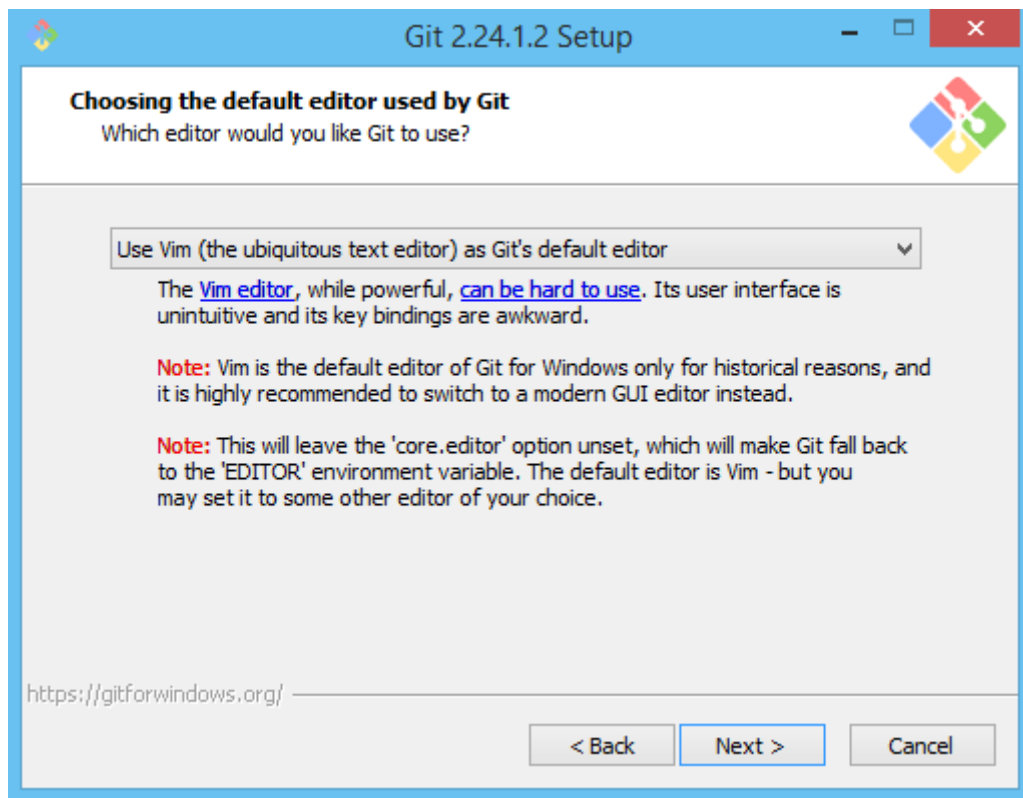 Git 2.24.1.2 Setup
Choosing the default editor used by Git
Which editor would you like Git to use?
Use Vim (the ubiquitous text editor) as Git's default editor
The Vim editor, while powerful, can be hard to use. Its user interface is
unintuitive and its key bindings are awkward.
Note: Vim is the default editor of Git for Windows only for historical reasons, and
it is highly recommended to switch to a modern GUI editor instead.
Note: This will leave the 'core.editor' option unset, which will make Git fall back
to the 'EDITOR' environment variable. The default editor is Vim - but you
may set it to some other editor of your choice.
https://gitforwindows.org/
< Back Next > Cancel